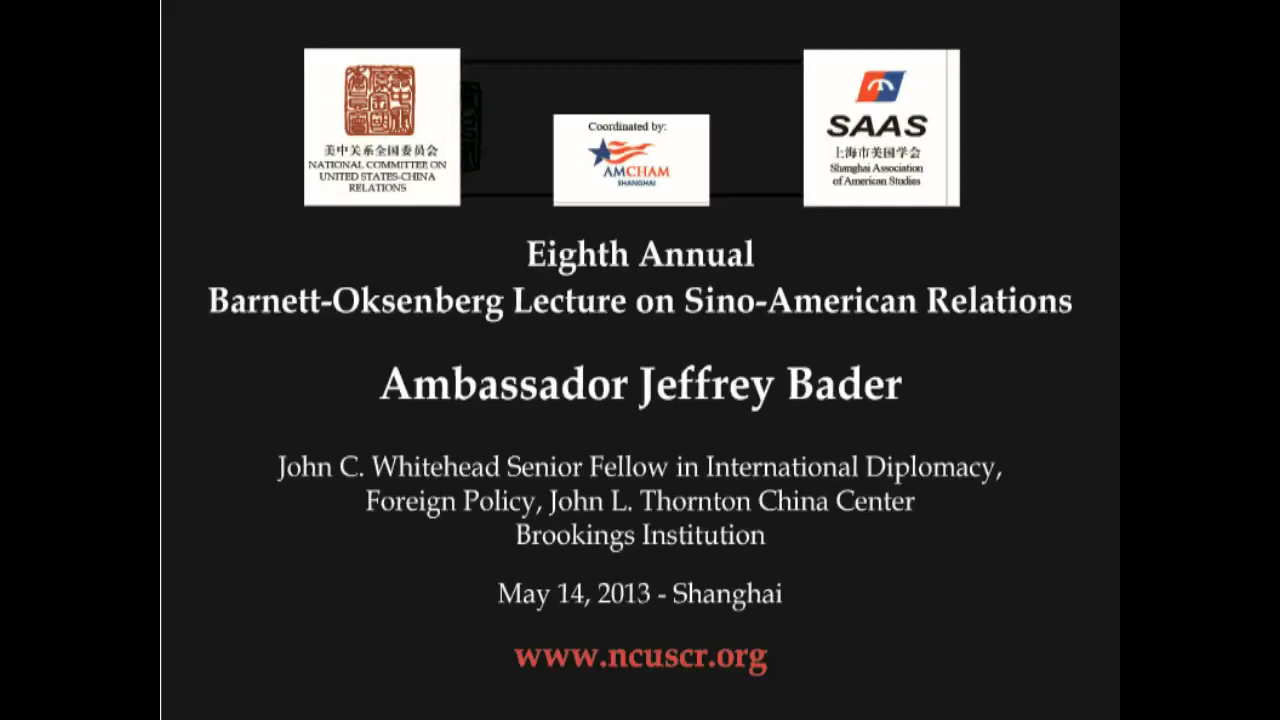 美中关系全国委员会
NATIONAL COMMITTEE ON
UNITED STATES-CHINA
RELATIONS
Coordinated by:
AMCHAM
SHANGHAI
SAAS
上海市美国学会
Shanghai Association
of American Studies
Eighth Annual
Barnett-Oksenberg Lecture on Sino-American Relations
Ambassador Jeffrey Bader
John C. Whitehead Senior Fellow in International Diplomacy,
Foreign Policy, John L. Thornton China Center
Brookings Institution
May 14, 2013 - Shanghai
www.ncuscr.org